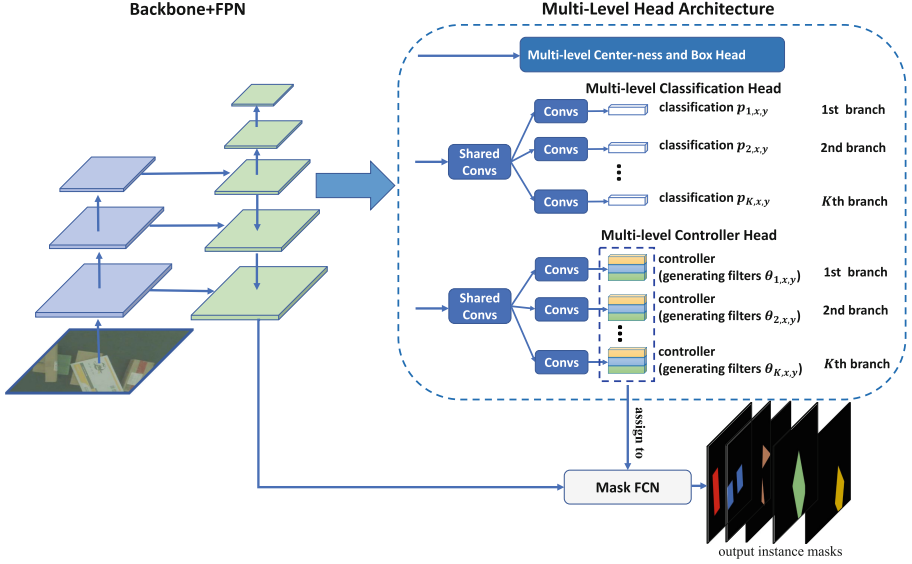 Backbone+FPN
Multi-Level Head Architecture
Multi-level Center-ness and Box Head
Multi-level Classification Head
Shared
Convs
Convs
classification p1,x,y
1st branch
Convs
classification p2,x,y
2nd branch
Convs
classification pK,x,y
Kth branch
Multi-level Controller Head
Shared
Convs
Convs
controller
(generating filters θ1,x,y)
1st branch
Convs
controller
(generating filters θ2,x,y)
2nd branch
Convs
controller
(generating filters θK,x,y)
Kth branch
assign to
Mask FCN
output instance masks